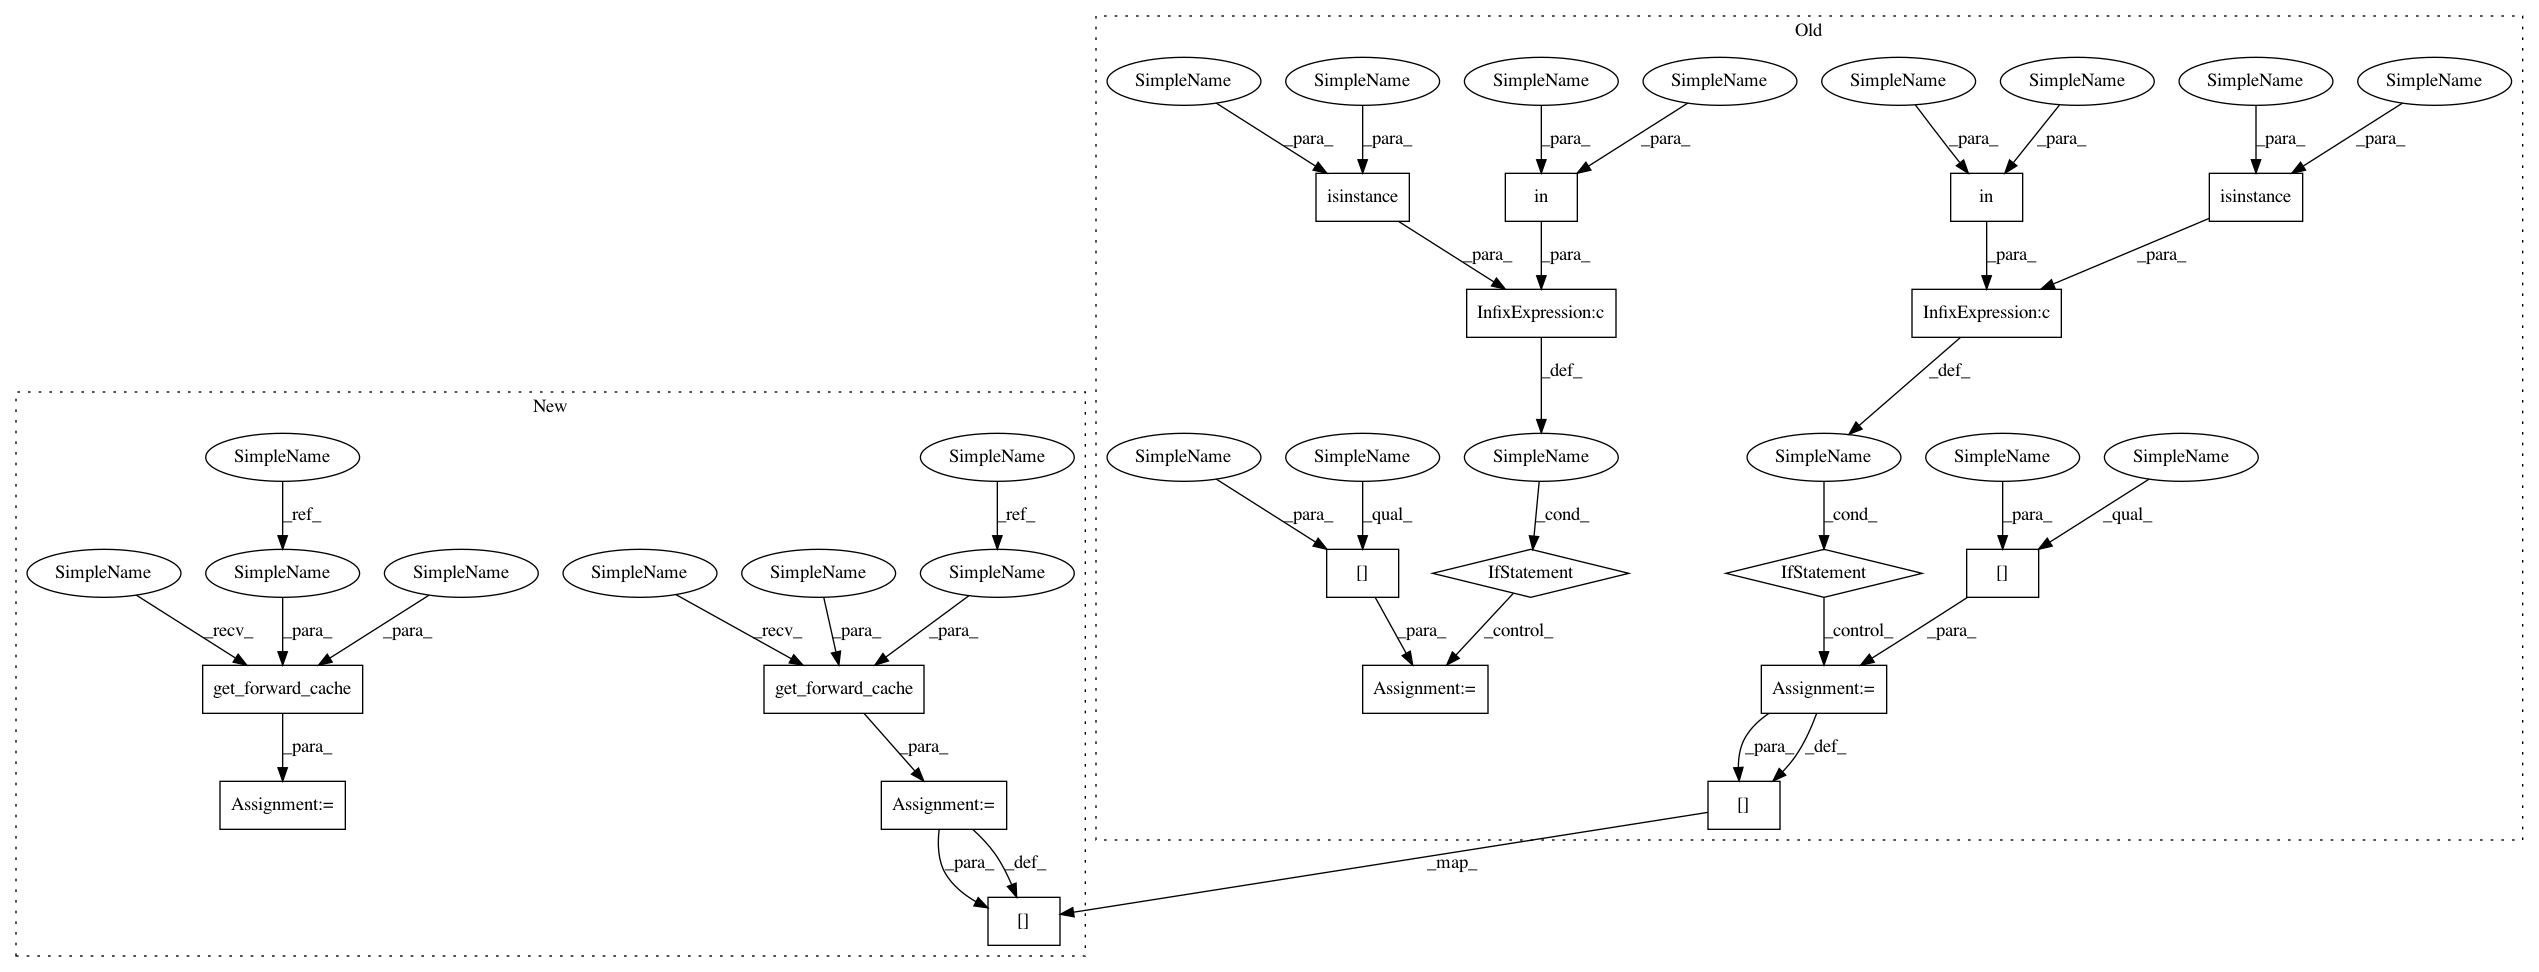 Old
SimpleName SimpleName SimpleName SimpleName SimpleName SimpleName SimpleName SimpleName
_para_ _para_ _para_ _para_ _para_ _para_ _para_ _para_
isinstance in in isinstance
_para_ _para_ _para_ _para_
InfixExpression:c InfixExpression:c
_def_ _def_
New
SimpleName SimpleName SimpleName SimpleName SimpleName SimpleName SimpleName SimpleName
_ref_ _ref_ _para_ _qual_ _cond_ _cond_ _para_ _qual_
SimpleName SimpleName SimpleName SimpleName SimpleName SimpleName [] IfStatement IfStatement []
_recv_ _para_ _para_ _recv_ _para_ _para_ _para_ _control_ _control_ _para_
get_forward_cache get_forward_cache Assignment:= Assignment:=
_para_ _para_ _para_ _def_
Assignment:= Assignment:= []
_para_ _def_ _map_
[]